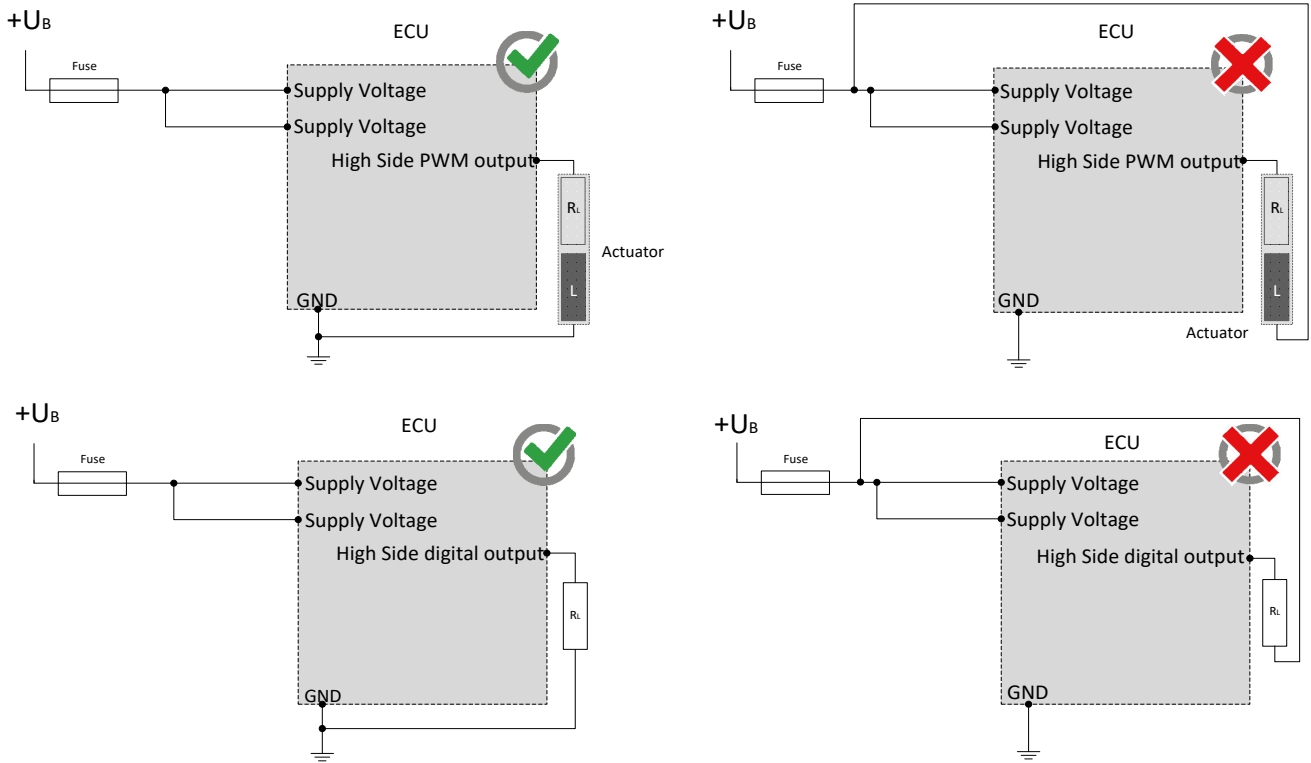 +UB
ECU
Fuse
Supply Voltage
Supply Voltage
High Side PWM output
RL
L
Actuator
GND
+UB
ECU
Fuse
Supply Voltage
Supply Voltage
High Side PWM output
RL
L
Actuator
GND
+UB
ECU
Fuse
Supply Voltage
Supply Voltage
High Side digital output
RL
GND
+UB
ECU
Fuse
Supply Voltage
Supply Voltage
High Side digital output
RL
GND